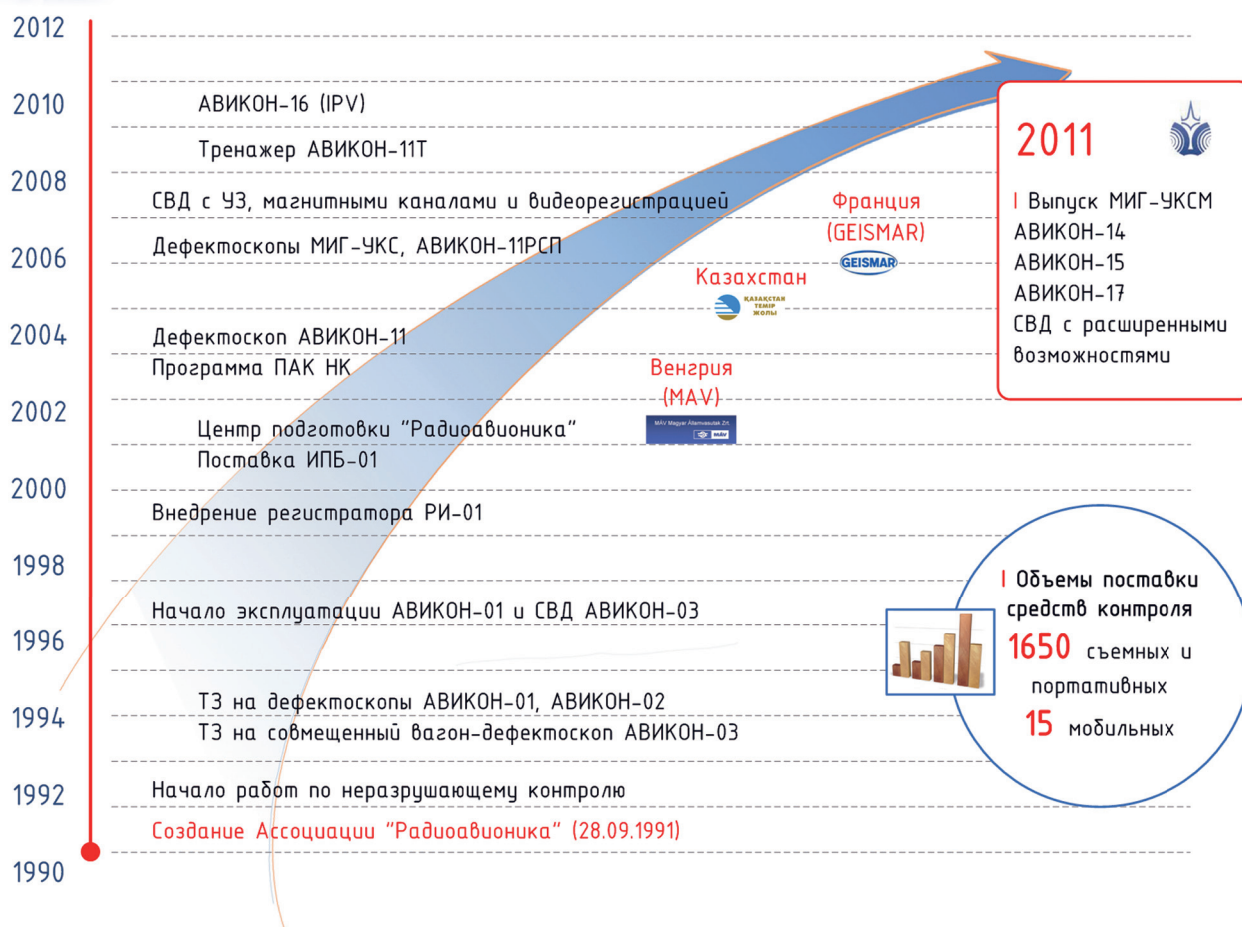 2012
2010
АВИКОН-16 (IPV)
Тренажер АВИКОН-11Т
2008
СВД с УЗ, магнитными каналами и видеорегистрацией
2006
Дефектоскопы МИГ-УКС, АВИКОН-11РСП
2004
Дефектоскоп АВИКОН-11
Программа ПАК НК
2002
Центр подготовки "Радиоавионика"
Поставка ИПБ-01
2000
Внедрение регистратора РИ-01
1998
Начало эксплуатации АВИКОН-01 и СВД АВИКОН-03
1996
ТЗ на дефектоскопы АВИКОН-01, АВИКОН-02
1994
ТЗ на совмещенный вагон-дефектоскоп АВИКОН-03
1992
Начало работ по неразрушающему контролю
Создание Ассоциации "Радиоавионика" (28.09.1991)
1990
Франция
(GEISMAR)
GEISMAR
Казахстан
ҚАЗАҚСТАН
ТЕМІР
ЖОЛЫ
Венгрия
(MAV)
MÁV Magyar Államvasutak Zrt.
MÁV
2011
Выпуск МИГ-УКСМ
АВИКОН-14
АВИКОН-15
АВИКОН-17
СВД с расширенными
возможностями
Объемы поставки
средств контроля
1650 съемных и
портативных
15 мобильных